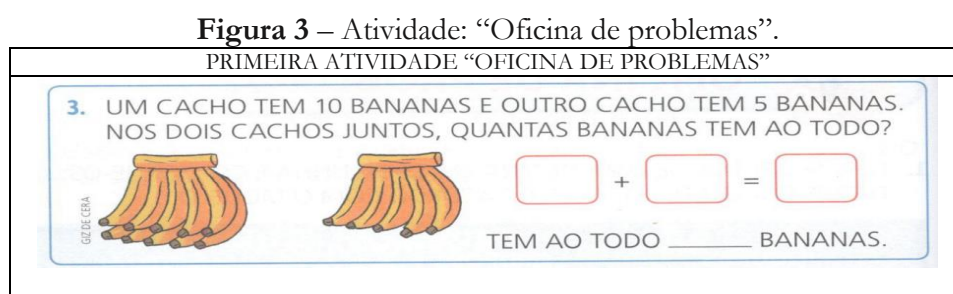 Figura 3 – Atividade: “Oficina de problemas”.
PRIMEIRA ATIVIDADE “OFICINA DE PROBLEMAS”
3. UM CACHO TEM 10 BANANAS E OUTRO CACHO TEM 5 BANANAS.
NOS DOIS CACHOS JUNTOS, QUANTAS BANANAS TEM AO TODO?
GIZ DE CERA
+ =
TEM AO TODO ______ BANANAS.